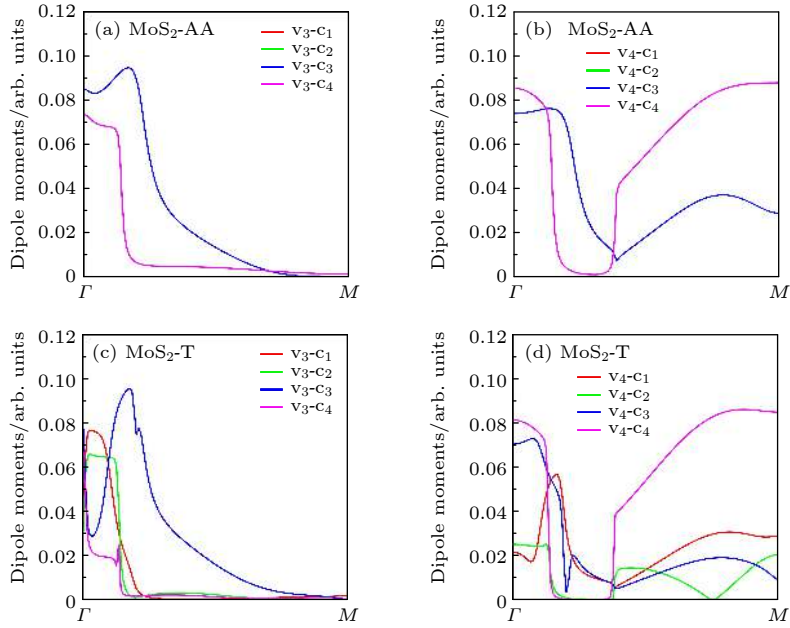 (a) MoS2-AA
v3-c1
v3-c2
v3-c3
v3-c4
Dipole moments/arb. units
0.12
0.10
0.08
0.06
0.04
0.02
0
Γ
M
(b) MoS2-AA
v4-c1
v4-c2
v4-c3
v4-c4
Dipole moments/arb. units
0.12
0.10
0.08
0.06
0.04
0.02
0
Γ
M
(c) MoS2-T
v3-c1
v3-c2
v3-c3
v3-c4
Dipole moments/arb. units
0.12
0.10
0.08
0.06
0.04
0.02
0
Γ
M
(d) MoS2-T
v4-c1
v4-c2
v4-c3
v4-c4
Dipole moments/arb. units
0.12
0.10
0.08
0.06
0.04
0.02
0
Γ
M